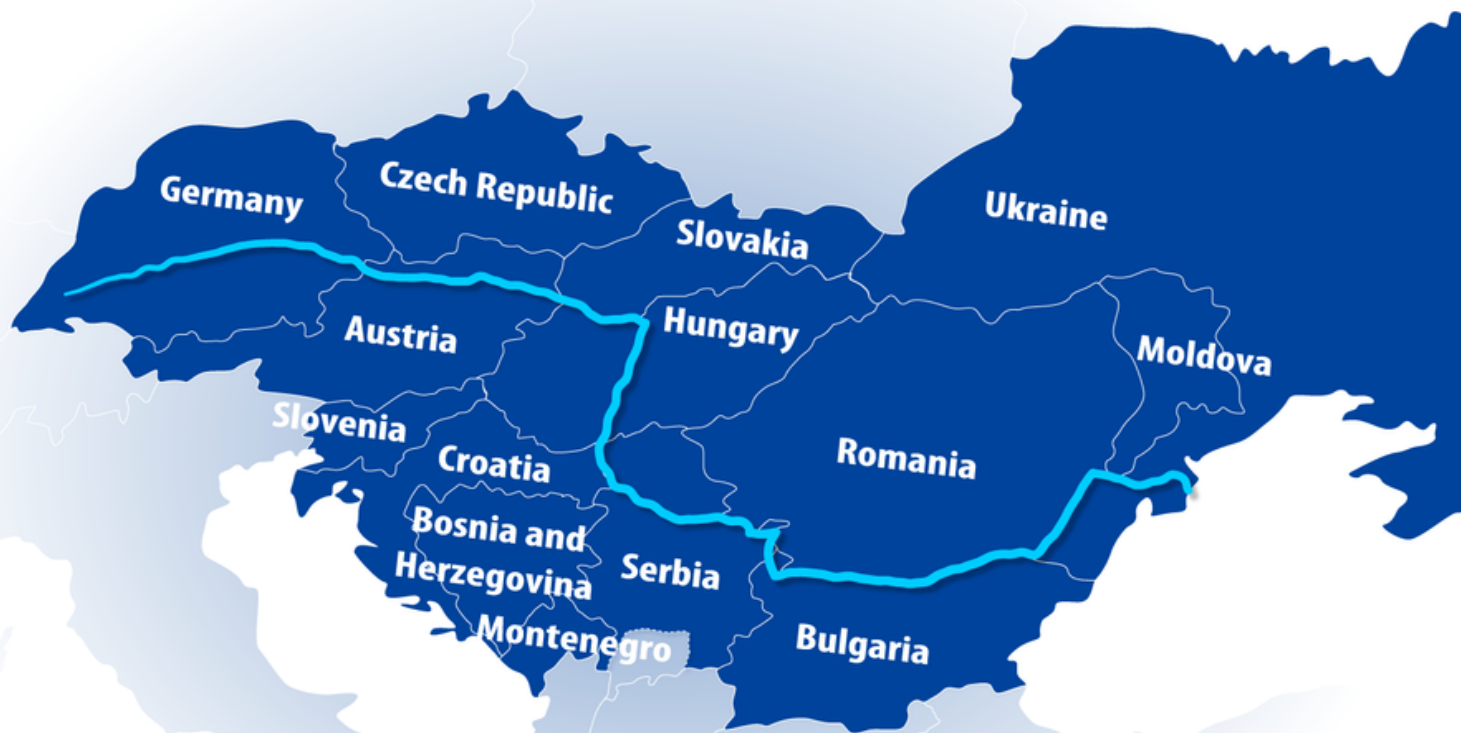 Germany
Czech Republic
Slovakia
Ukraine
Austria
Hungary
Moldova
Slovenia
Croatia
Romania
Bosnia and
Herzegovina
Serbia
Montenegro
Bulgaria